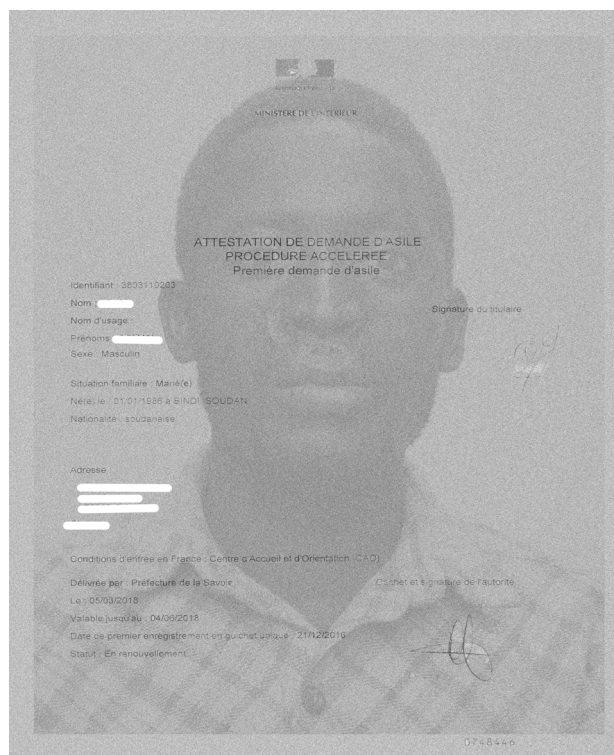 MINISTERE DE L'INTERIEUR
ATTESTATION DE DEMANDE D'ASILE
PROCEDURE ACCELEREE
Première demande d'asile
Identifiant : 3803110203
Nom :
Signature du titulaire
Nom d'usage :
Prénoms
Sexe : Masculin
Situation familiale : Marié(e)
Né(e) le : 01/01/1986 à BINDI, SOUDAN
Nationalité : soudanaise
Adresse :
Conditions d'entrée en France : Centre d'Accueil et d'Orientation (CAO)
Délivrée par : Préfecture de la Savoie
Cachet et signature de l'autorité
Le : 05/03/2018
Valable jusqu'au : 04/06/2018
Date de premier enregistrement en guichet unique : 21/12/2016
Statut : En renouvellement
0748446